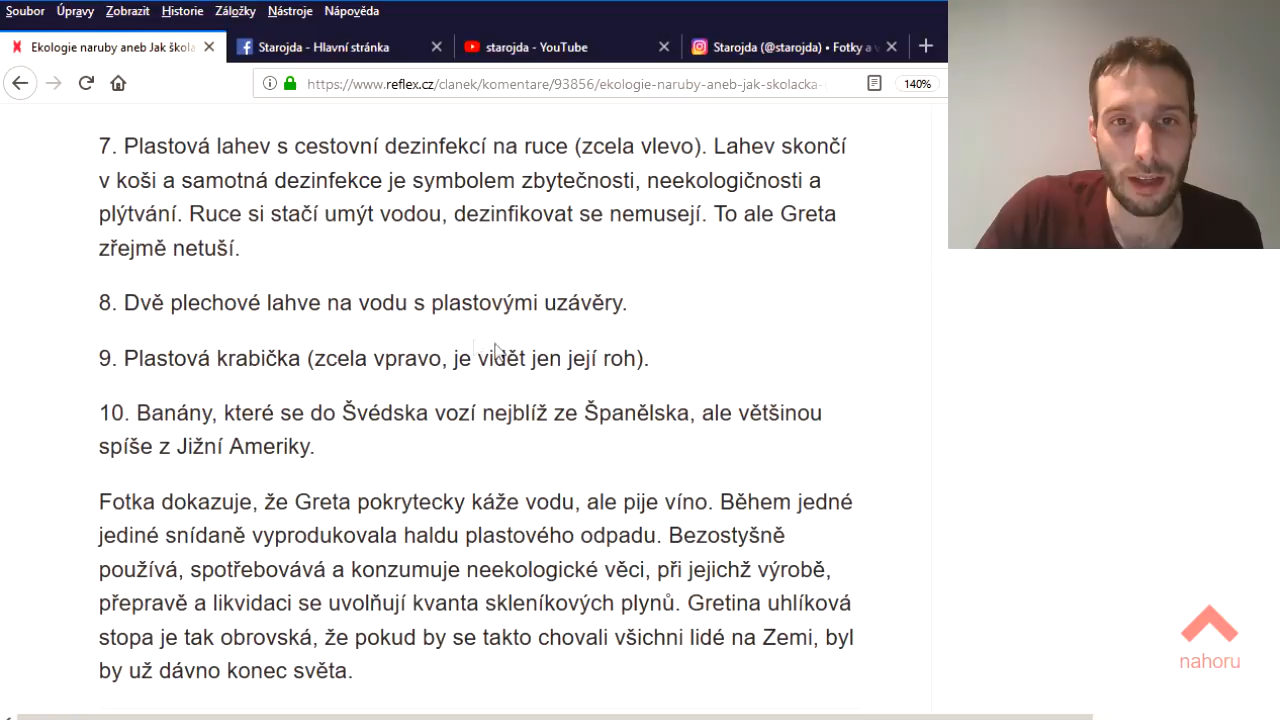 Soubor Úpravy Zobrazit Historie Záložky Nástroje Nápověda
Ekologie naruby aneb Jak škola
Starojda - Hlavní stránka
starojda - YouTube
Starojda (@starojda) • Fotky a v
https://www.reflex.cz/clanek/komentare/93856/ekologie-naruby-aneb-jak-skolacka-
140%
7. Plastová lahev s cestovní dezinfekcí na ruce (zcela vlevo). Lahev skončí
v koši a samotná dezinfekce je symbolem zbytečnosti, neekologičnosti a
plýtvání. Ruce si stačí umýt vodou, dezinfikovat se nemusejí. To ale Greta
zřejmě netuší.
8. Dvě plechové lahve na vodu s plastovými uzávěry.
9. Plastová krabička (zcela vpravo, je vidět jen její roh).
10. Banány, které se do Švédska vozí nejblíž ze Španělska, ale většinou
spíše z Jižní Ameriky.
Fotka dokazuje, že Greta pokrytecky káže vodu, ale pije víno. Během jedné
jediné snídaně vyprodukovala haldu plastového odpadu. Bezostyšně
používá, spotřebovává a konzumuje neekologické věci, při jejichž výrobě,
přepravě a likvidaci se uvolňují kvanta skleníkových plynů. Gretina uhlíková
stopa je tak obrovská, že pokud by se takto chovali všichni lidé na Zemi, byl
by už dávno konec světa.
nahoru